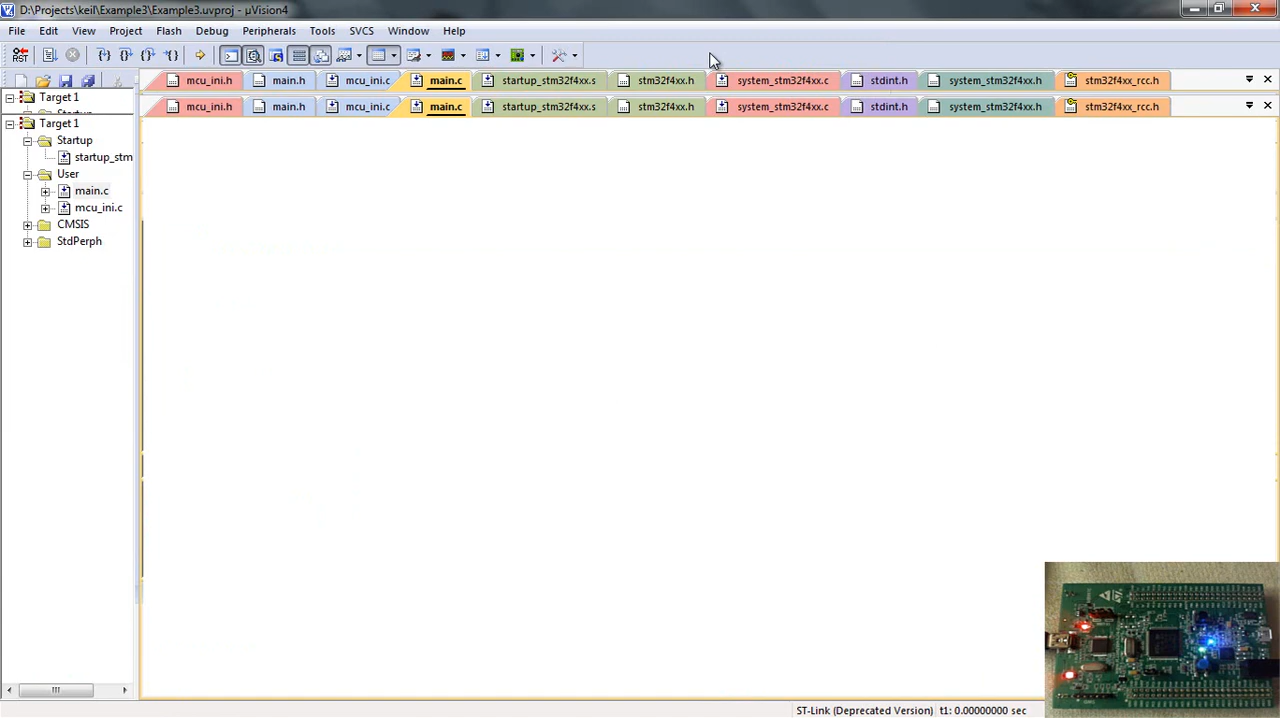 D:\Projects\keil\Example3\Example3.uvproj - µVision4
File Edit View Project Flash Debug Peripherals Tools SVCS Window Help
RST
mcu_ini.h main.h mcu_ini.c main.c startup_stm32f4xx.s stm32f4xx.h system_stm32f4xx.c stdint.h system_stm32f4xx.h stm32f4xx_rcc.h
Target 1
mcu_ini.h main.h mcu_ini.c main.c startup_stm32f4xx.s stm32f4xx.h system_stm32f4xx.c stdint.h system_stm32f4xx.h stm32f4xx_rcc.h
Target 1
Startup
startup_stm
User
main.c
mcu_ini.c
CMSIS
StdPerph
ST-Link (Deprecated Version) t1: 0.00000000 sec